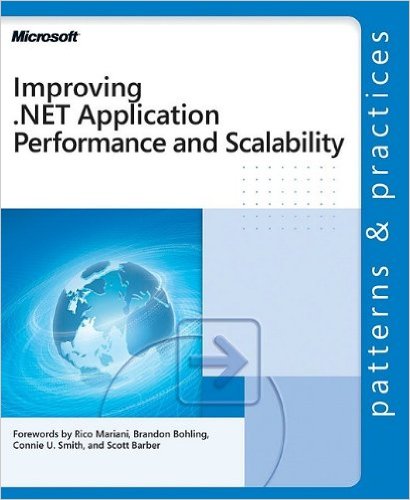 Microsoft
Improving
.NET Application
Performance and Scalability
patterns & practices
Forewords by Rico Mariani, Brandon Bohling,
Connie U. Smith, and Scott Barber